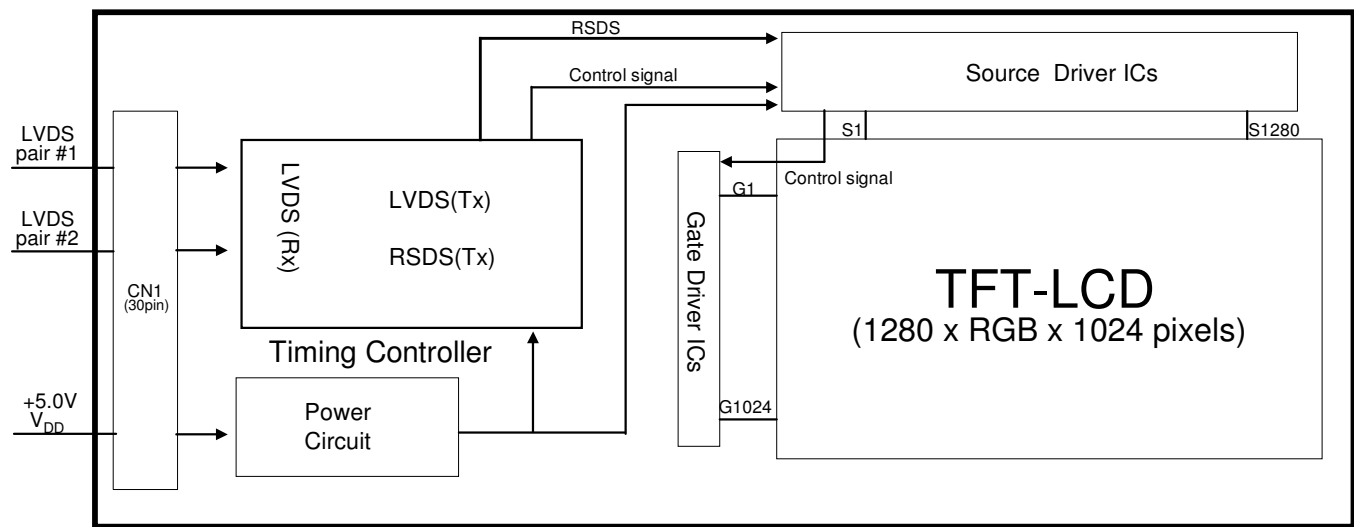 RSDS
Control signal
Source Driver ICs
LVDS
pair #1
S1
S1280
LVDS (Rx)
LVDS(Tx)
Control signal
G1
LVDS
pair #2
RSDS(Tx)
Gate Driver ICs
TFT-LCD
(1280 x RGB x 1024 pixels)
CN1
(30pin)
Timing Controller
+5.0V
VDD
Power
Circuit
G1024